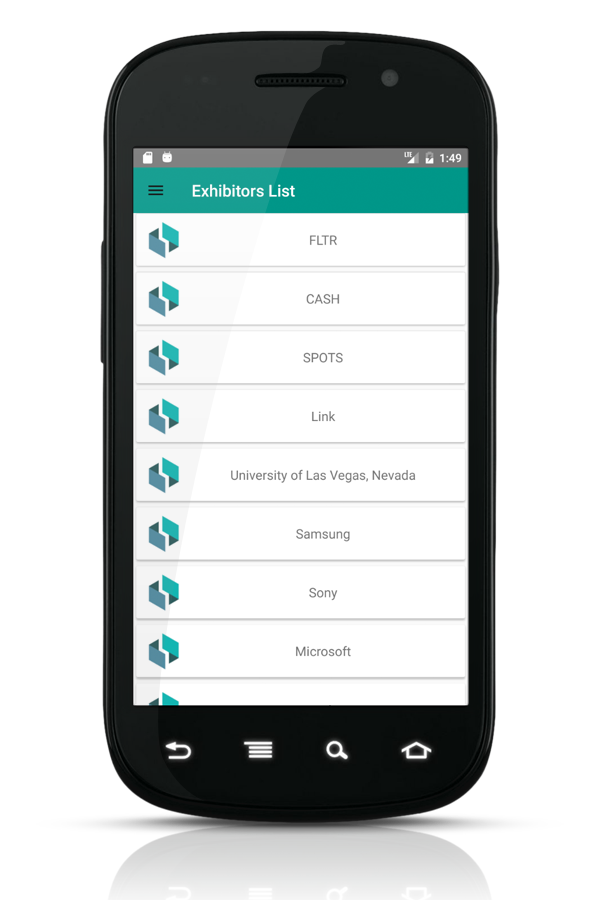 LTE 1:49
Exhibitors List
FLTR
CASH
SPOTS
Link
University of Las Vegas, Nevada
Samsung
Sony
Microsoft